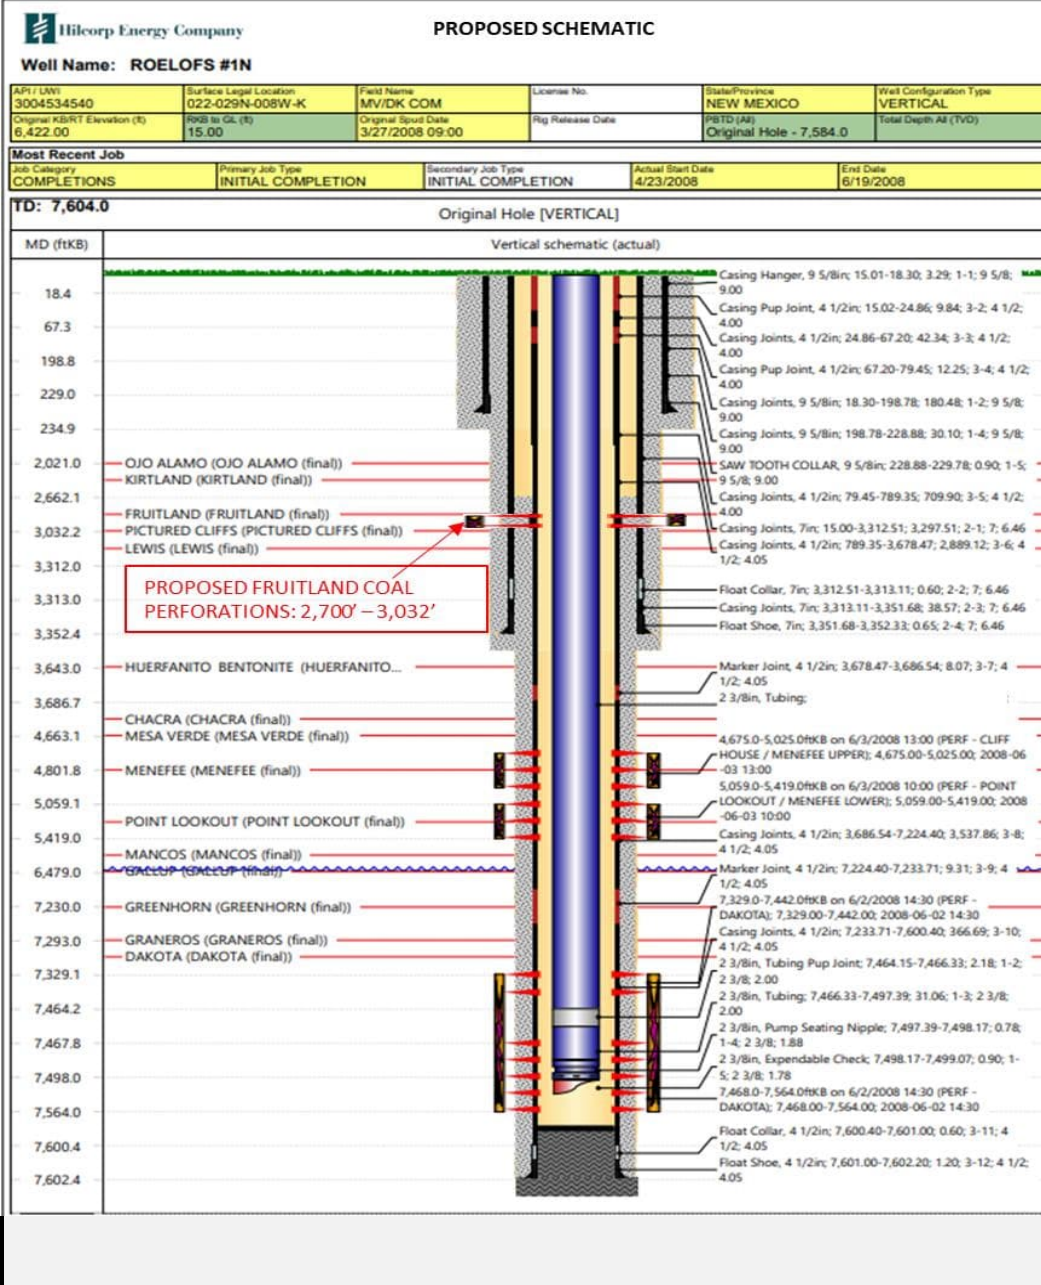 Hilcorp Energy Company
PROPOSED SCHEMATIC
Well Name: ROELOFS #1N
API / UWI
3004534540
Surface Legal Location
022-029N-008W-K
Field Name
MV/DK COM
License No.
State/Province
NEW MEXICO
Well Configuration Type
VERTICAL
Original KB/RT Elevation (ft)
6,422.00
RKB to GL (ft)
15.00
Original Spud Date
3/27/2008 09:00
Rig Release Date
PBTD (All)
Original Hole - 7,584.0
Total Depth All (TVD)
Most Recent Job
Job Category
COMPLETIONS
Primary Job Type
INITIAL COMPLETION
Secondary Job Type
INITIAL COMPLETION
Actual Start Date
4/23/2008
End Date
6/19/2008
TD: 7,604.0
Original Hole [VERTICAL]
MD (ftKB)
Vertical schematic (actual)
18.4
67.3
198.8
229.0
234.9
2,021.0
2,662.1
3,032.2
3,312.0
3,313.0
3,352.4
3,643.0
3,686.7
4,663.1
4,801.8
5,059.1
5,419.0
6,479.0
7,230.0
7,293.0
7,329.1
7,464.2
7,467.8
7,498.0
7,564.0
7,600.4
7,602.4
OJO ALAMO (OJO ALAMO (final))
KIRTLAND (KIRTLAND (final))
FRUITLAND (FRUITLAND (final))
PICTURED CLIFFS (PICTURED CLIFFS (final))
LEWIS (LEWIS (final))
PROPOSED FRUITLAND COAL
PERFORATIONS: 2,700’ – 3,032’
HUERFANITO BENTONITE (HUERFANITO...
CHACRA (CHACRA (final))
MESA VERDE (MESA VERDE (final))
MENEFEE (MENEFEE (final))
POINT LOOKOUT (POINT LOOKOUT (final))
MANCOS (MANCOS (final))
GALLUP (GALLUP (final))
GREENHORN (GREENHORN (final))
GRANEROS (GRANEROS (final))
DAKOTA (DAKOTA (final))
Casing Hanger, 9 5/8in; 15.01-18.30; 3.29; 1-1; 9 5/8;
9.00
Casing Pup Joint, 4 1/2in; 15.02-24.86; 9.84; 3-2; 4 1/2;
4.00
Casing Joints, 4 1/2in; 24.86-67.20; 42.34; 3-3; 4 1/2;
4.00
Casing Pup Joint, 4 1/2in; 67.20-79.45; 12.25; 3-4; 4 1/2;
4.00
Casing Joints, 9 5/8in; 18.30-198.78; 180.48; 1-2; 9 5/8;
9.00
Casing Joints, 9 5/8in; 198.78-228.88; 30.10; 1-4; 9 5/8;
9.00
SAW TOOTH COLLAR, 9 5/8in; 228.88-229.78; 0.90; 1-5;
9 5/8; 9.00
Casing Joints, 4 1/2in; 79.45-789.35; 709.90; 3-5; 4 1/2;
4.00
Casing Joints, 7in; 15.00-3,312.51; 3,297.51; 2-1; 7; 6.46
Casing Joints, 4 1/2in; 789.35-3,678.47; 2,889.12; 3-6; 4
1/2; 4.05
Float Collar, 7in; 3,312.51-3,313.11; 0.60; 2-2; 7; 6.46
Casing Joints, 7in; 3,313.11-3,351.68; 38.57; 2-3; 7; 6.46
Float Shoe, 7in; 3,351.68-3,352.33; 0.65; 2-4; 7; 6.46
Marker Joint, 4 1/2in; 3,678.47-3,686.54; 8.07; 3-7; 4
1/2; 4.05
2 3/8in, Tubing;
4,675.0-5,025.0ftKB on 6/3/2008 13:00 (PERF - CLIFF
HOUSE / MENEFEE UPPER); 4,675.00-5,025.00; 2008-06
-03 13:00
5,059.0-5,419.0ftKB on 6/3/2008 10:00 (PERF - POINT
LOOKOUT / MENEFEE LOWER); 5,059.00-5,419.00; 2008
-06-03 10:00
Casing Joints, 4 1/2in; 3,686.54-7,224.40; 3,537.86; 3-8;
4 1/2; 4.05
Marker Joint, 4 1/2in; 7,224.40-7,233.71; 9.31; 3-9; 4
1/2; 4.05
7,329.0-7,442.0ftKB on 6/2/2008 14:30 (PERF -
DAKOTA); 7,329.00-7,442.00; 2008-06-02 14:30
Casing Joints, 4 1/2in; 7,233.71-7,600.40; 366.69; 3-10;
4 1/2; 4.05
2 3/8in, Tubing Pup Joint; 7,464.15-7,466.33; 2.18; 1-2;
2 3/8; 2.00
2 3/8in, Tubing; 7,466.33-7,497.39; 31.06; 1-3; 2 3/8;
2.00
2 3/8in, Pump Seating Nipple; 7,497.39-7,498.17; 0.78;
1-4; 2 3/8; 1.88
2 3/8in, Expendable Check; 7,498.17-7,499.07; 0.90; 1-
5; 2 3/8; 1.78
7,468.0-7,564.0ftKB on 6/2/2008 14:30 (PERF -
DAKOTA); 7,468.00-7,564.00; 2008-06-02 14:30
Float Collar, 4 1/2in; 7,600.40-7,601.00; 0.60; 3-11; 4
1/2; 4.05
Float Shoe, 4 1/2in; 7,601.00-7,602.20; 1.20; 3-12; 4 1/2;
4.05